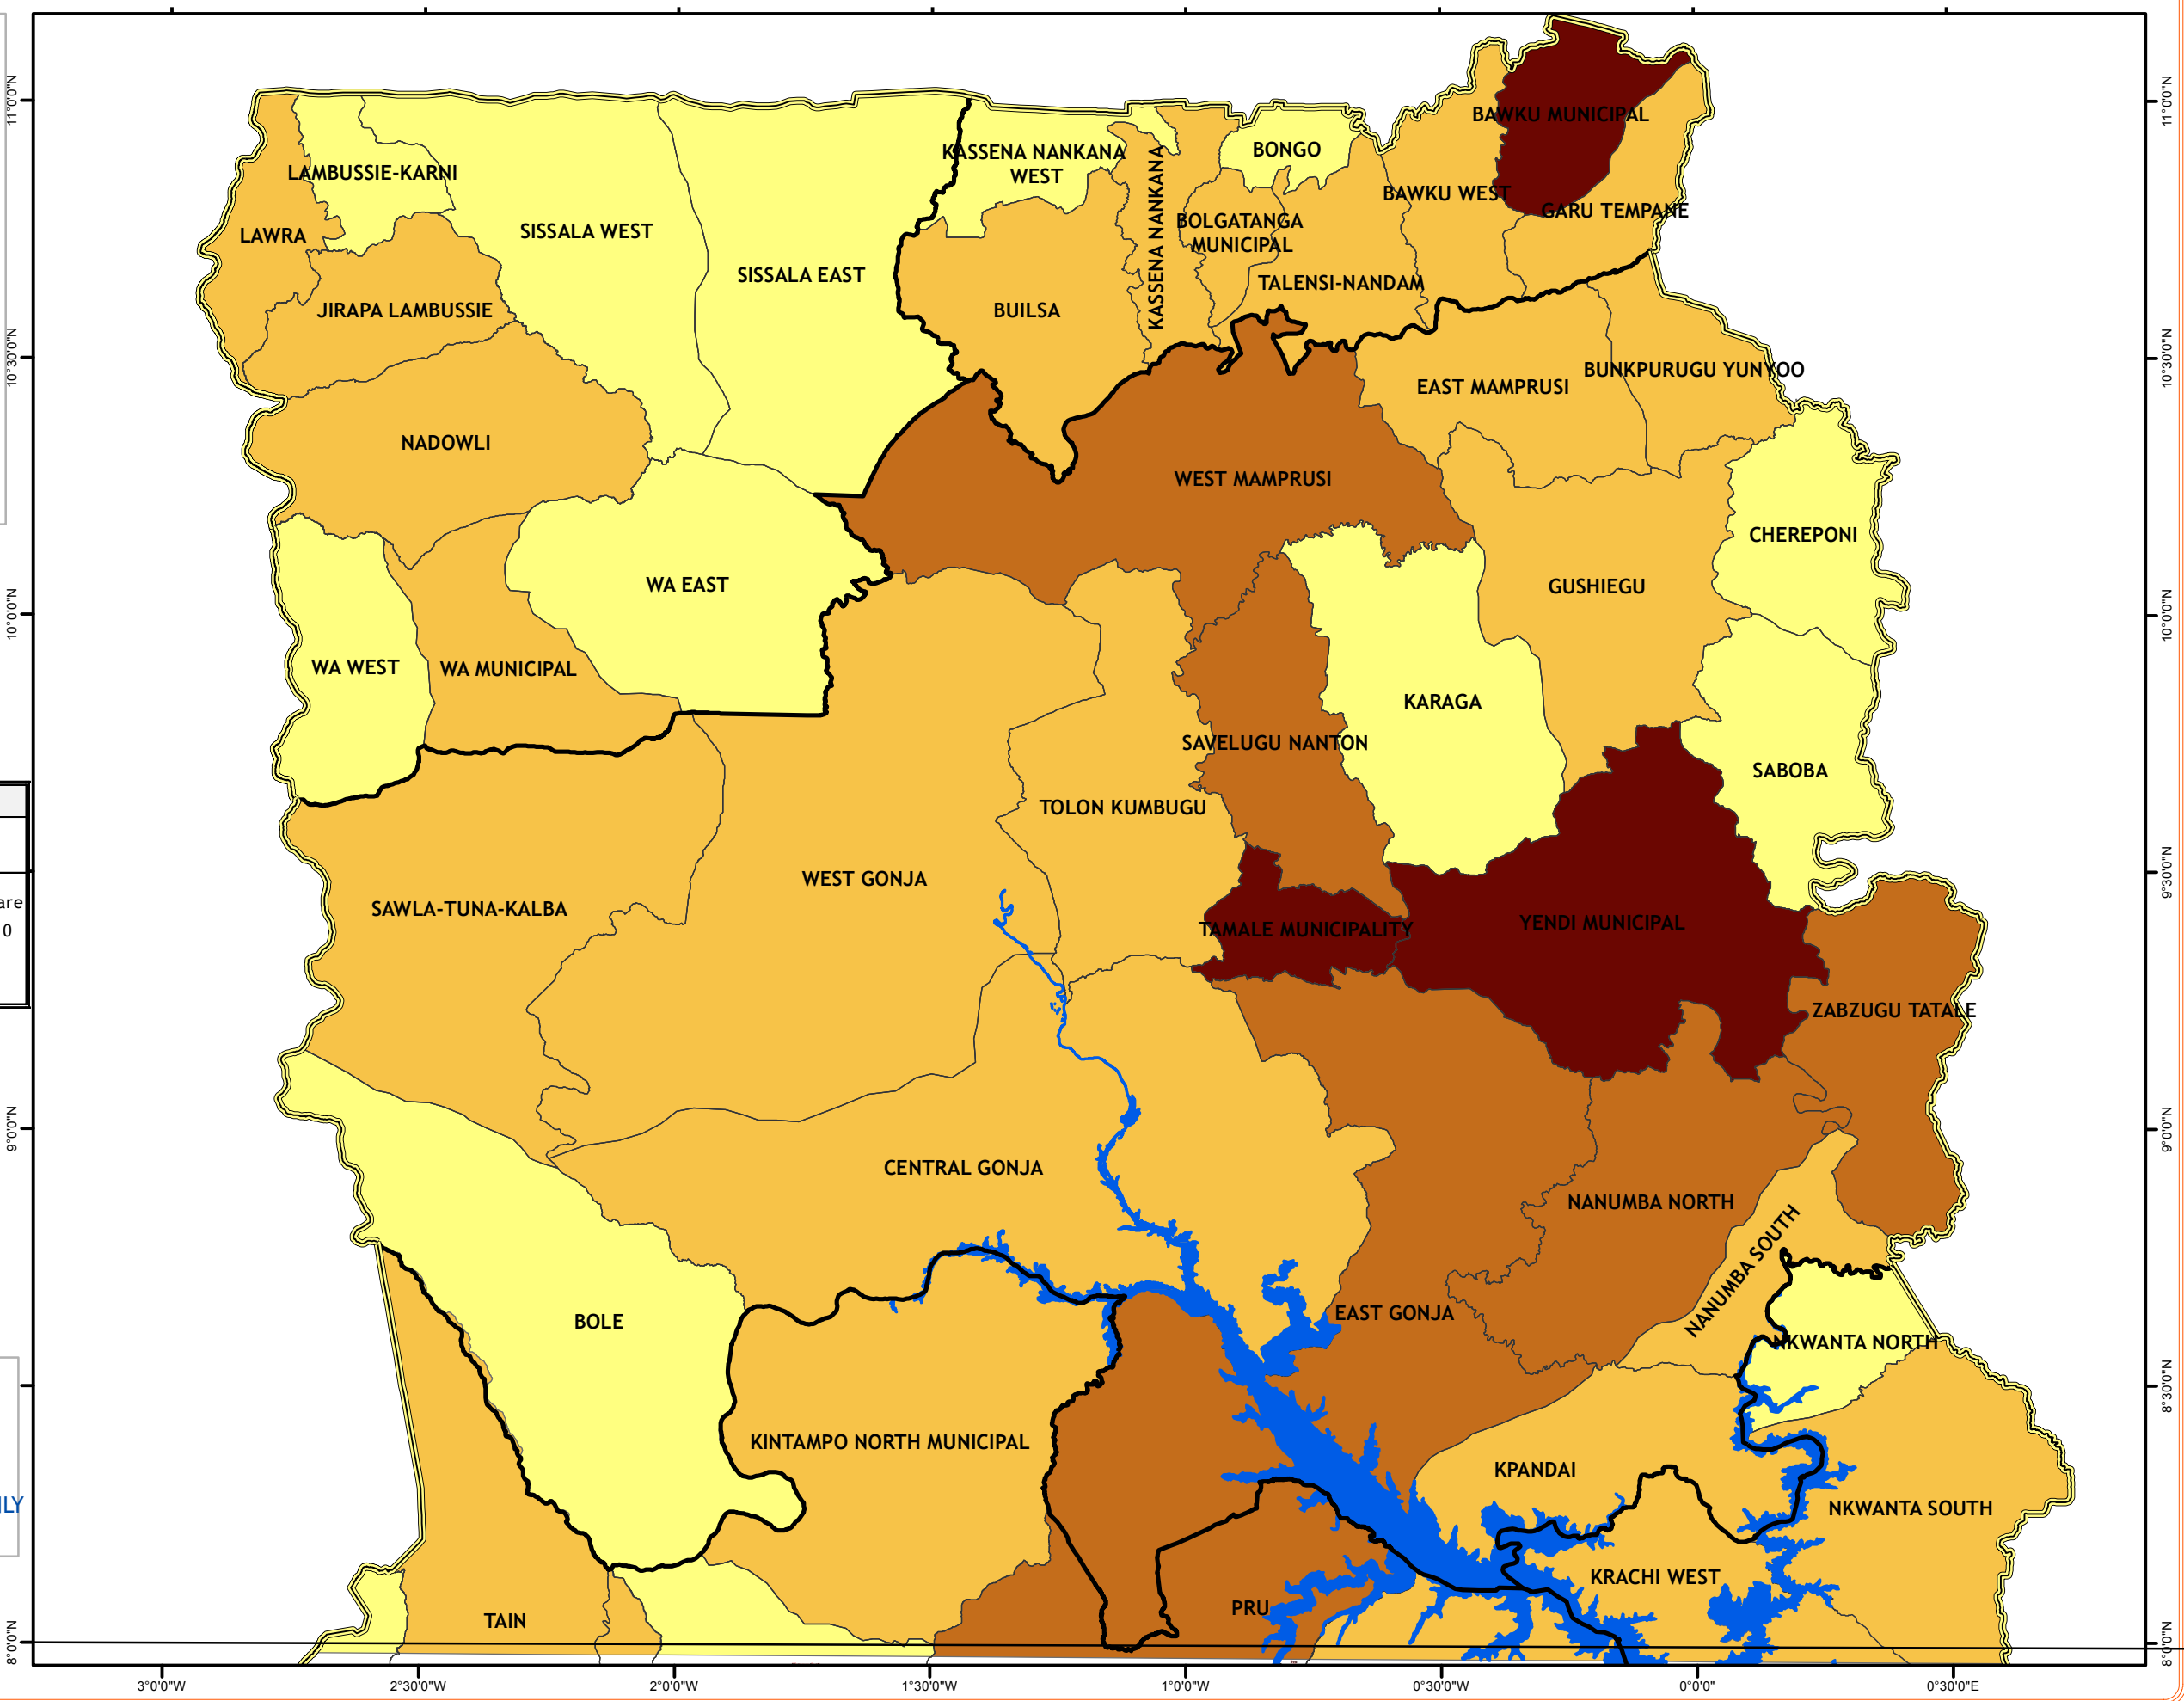 BAWKU MUNICIPAL
KASSENA NANKANA
WEST
BONGO
LAMBUSSIE-KARNI
BAWKU WEST
GARU TEMPANE
KASSENA NANKANA
BOLGATANGA
MUNICIPAL
LAWRA
SISSALA WEST
SISSALA EAST
TALENSI-NANDAM
JIRAPA LAMBUSSIE
BUILSA
BUNKPURUGU YUNYOO
EAST MAMPRUSI
NADOWLI
WEST MAMPRUSI
CHEREPONI
WA EAST
GUSHIEGU
WA WEST
WA MUNICIPAL
KARAGA
SAVELUGU NANTON
SABOBA
TOLON KUMBUGU
WEST GONJA
SAWLA-TUNA-KALBA
TAMALE MUNICIPALITY
YENDI MUNICIPAL
ZABZUGU TATALE
CENTRAL GONJA
NANUMBA NORTH
NANUMBA SOUTH
EAST GONJA
BOLE
NKWANTA NORTH
KINTAMPO NORTH MUNICIPAL
KPANDAI
NKWANTA SOUTH
KRACHI WEST
PRU
TAIN
11°0'0"N
10°30'0"N
10°0'0"N
9°0'0"N
8°0'0"N
11°0'0"N
10°30'0"N
10°0'0"N
9°30'0"N
9°0'0"N
8°30'0"N
8°0'0"N
are
0
ILY
3°0'0"W
2°30'0"W
2°0'0"W
1°30'0"W
1°0'0"W
0°30'0"W
0°0'0"
0°30'0"E